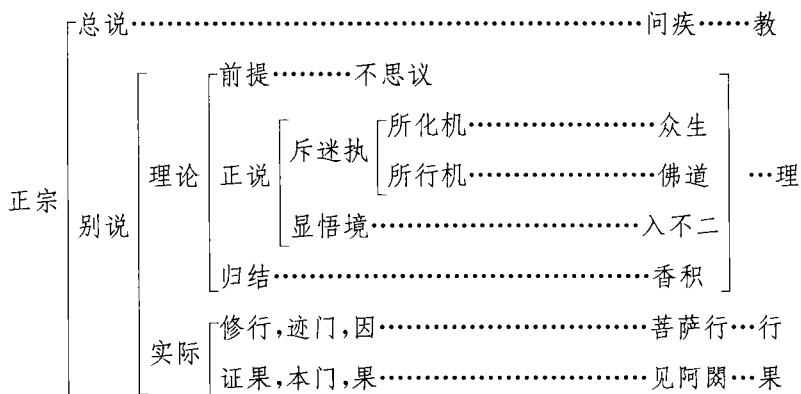 总说……问疾……教
前提……不思议
所化机……众生
斥迷执
理论 正说 所行机……佛道 …理
正宗
别说 显悟境……入不二
归结……香积
修行,迹门,因……菩萨行…行
实际
证果,本门,果……见阿閦…果